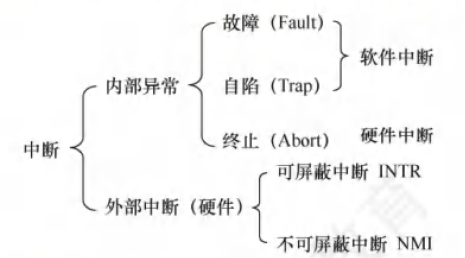 故障（Fault）
软件中断
内部异常
自陷（Trap）
终止（Abort）
硬件中断
中断
可屏蔽中断 INTR
外部中断（硬件）
不可屏蔽中断 NMI